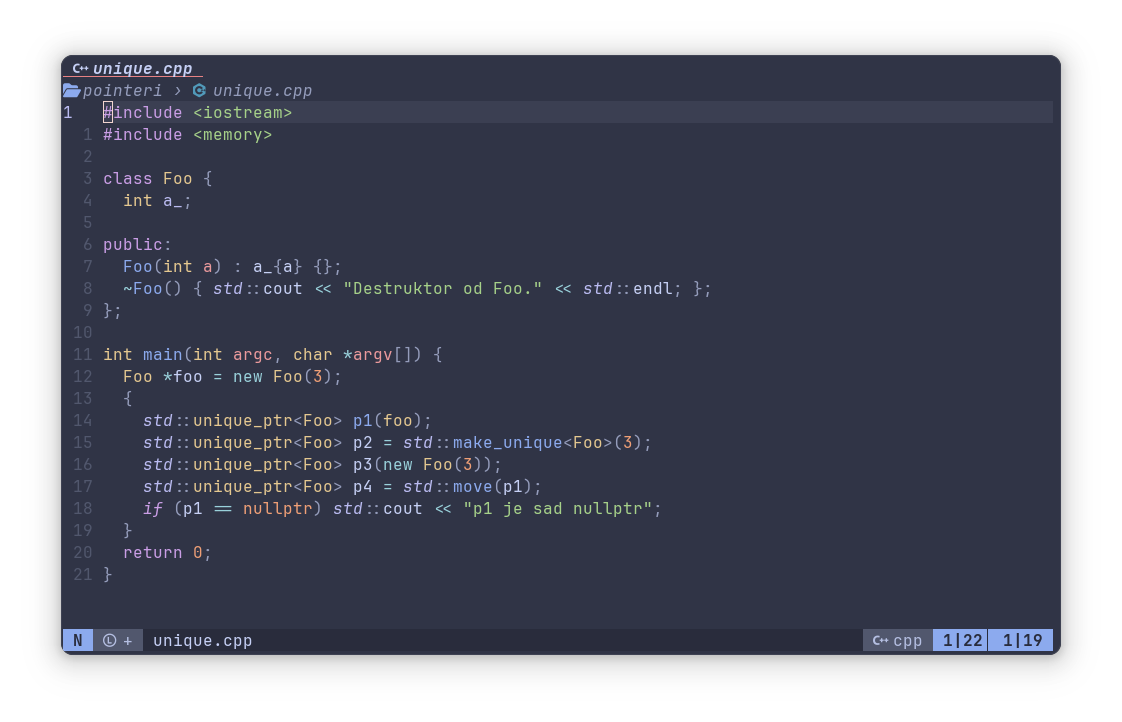 C++ unique.cpp
pointeri › unique.cpp
1 #include <iostream>
1 #include <memory>
2
3 class Foo {
4   int a_;
5
6 public:
7   Foo(int a) : a_{a} {};
8   ~Foo() { std::cout << "Destruktor od Foo." << std::endl; };
9 };
10
11 int main(int argc, char *argv[]) {
12   Foo *foo = new Foo(3);
13   {
14     std::unique_ptr<Foo> p1(foo);
15     std::unique_ptr<Foo> p2 = std::make_unique<Foo>(3);
16     std::unique_ptr<Foo> p3(new Foo(3));
17     std::unique_ptr<Foo> p4 = std::move(p1);
18     if (p1 == nullptr) std::cout << "p1 je sad nullptr";
19   }
20   return 0;
21 }
N Ⓛ + unique.cpp C++ cpp 1|22 1|19